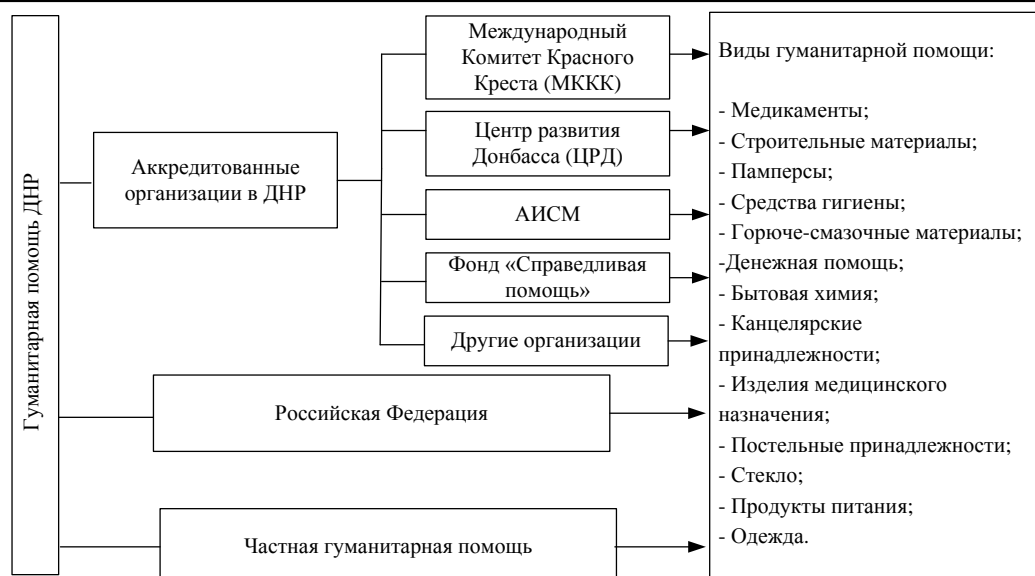 Гуманитарная помощь ДНР
Аккредитованные
организации в ДНР
Международный
Комитет Красного
Креста (МККК)
Центр развития
Донбасса (ЦРД)
АИСМ
Фонд «Справедливая
помощь»
Другие организации
Российская Федерация
Частная гуманитарная помощь
Виды гуманитарной помощи:
- Медикаменты;
- Строительные материалы;
- Памперсы;
- Средства гигиены;
- Горюче-смазочные материалы;
-Денежная помощь;
- Бытовая химия;
- Канцелярские
принадлежности;
- Изделия медицинского
назначения;
- Постельные принадлежности;
- Стекло;
- Продукты питания;
- Одежда.